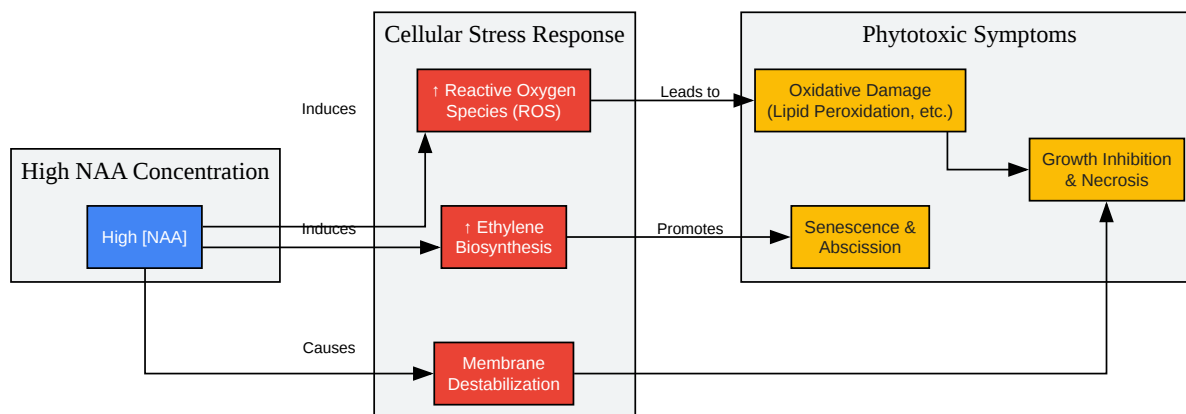 Cellular Stress Response
Phytotoxic Symptoms
↑ Reactive Oxygen
Species (ROS)
Leads to
Oxidative Damage
(Lipid Peroxidation, etc.)
Induces
High NAA Concentration
Growth Inhibition
& Necrosis
High [NAA]
Induces
↑ Ethylene
Biosynthesis
Promotes
Senescence &
Abscission
Causes
Membrane
Destabilization